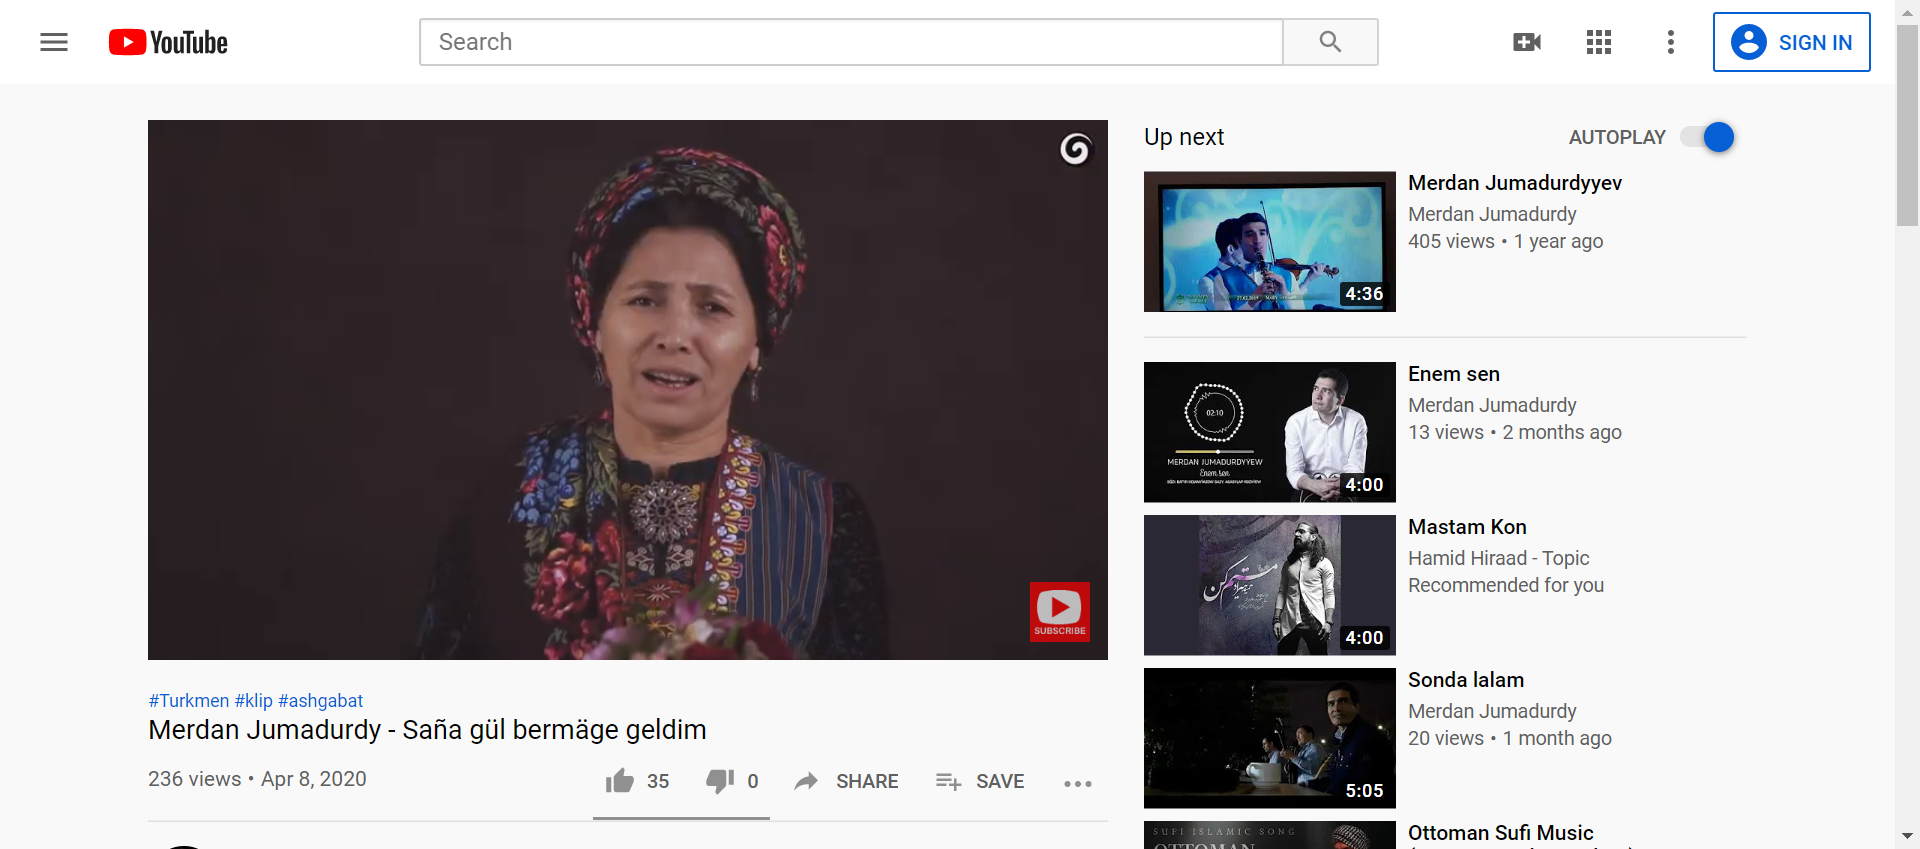 YouTube
Search
SIGN IN
SUBSCRIBE
#Turkmen #klip #ashgabat
Merdan Jumadurdy - Saña gül bermäge geldim
236 views • Apr 8, 2020
35
0
SHARE
SAVE
Up next
AUTOPLAY
4:36
Merdan Jumadurdyyev
Merdan Jumadurdy
405 views • 1 year ago
02:10
MERDAN JUMADURDYYEW
Enem sen
4:00
Enem sen
Merdan Jumadurdy
13 views • 2 months ago
مستم کن
4:00
Mastam Kon
Hamid Hiraad - Topic
Recommended for you
5:05
Sonda lalam
Merdan Jumadurdy
20 views • 1 month ago
SUFI ISLAMIC SONG
OTTOMAN
Ottoman Sufi Music